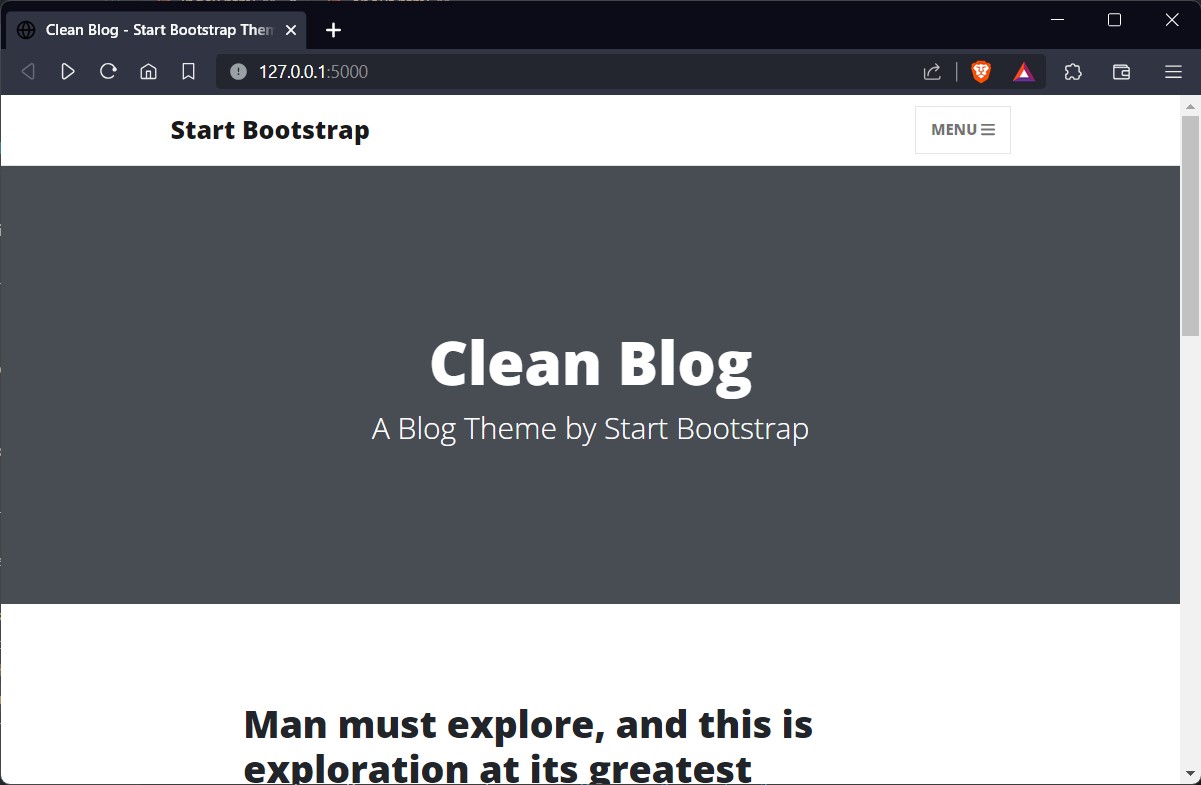 Clean Blog - Start Bootstrap Them
127.0.0.1:5000
Start Bootstrap
MENU
Clean Blog
A Blog Theme by Start Bootstrap
Man must explore, and this is
exploration at its greatest